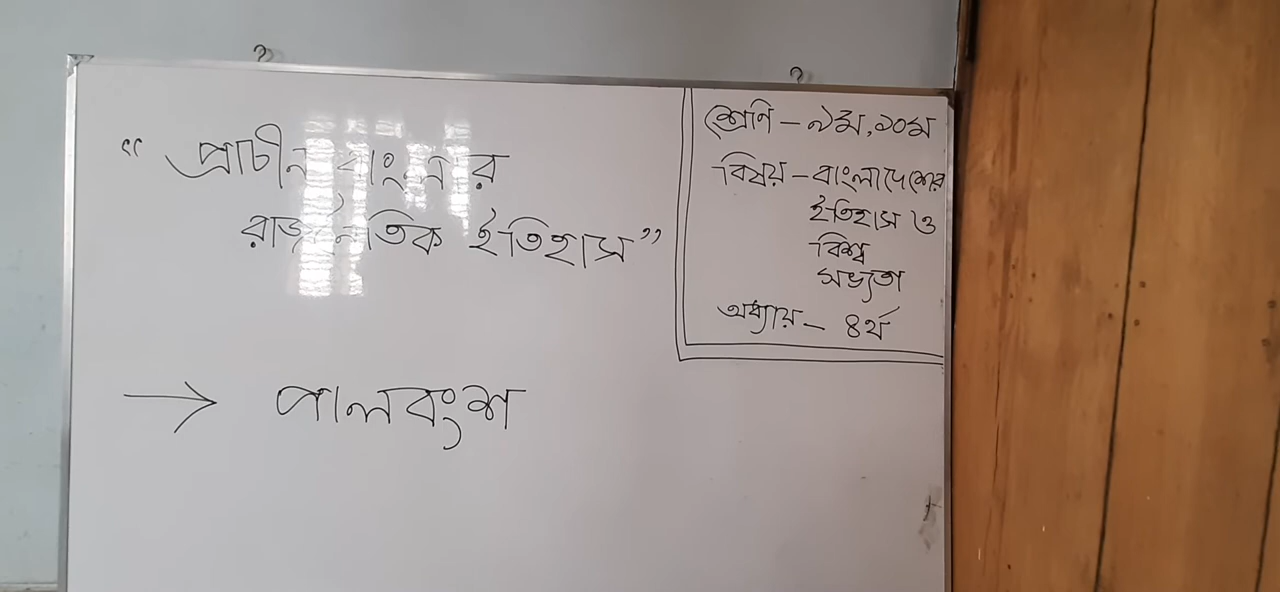 “ প্রাচীন বাংলার
রাজনৈতিক ইতিহাস”
→ পালবংশ
শ্রেণি – ৯ম, ১০ম
বিষয় – বাংলাদেশের
ইতিহাস ও
বিশ্ব
সভ্যতা
অধ্যায় – ৪র্থ